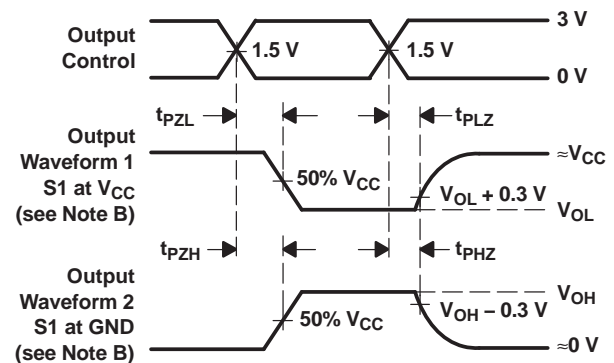 Output
Control
1.5 V
1.5 V
3 V
0 V
tPZL
tPLZ
Output
Waveform 1
S1 at VCC
(see Note B)
50% VCC
≈VCC
VOL + 0.3 V
VOL
tPZH
tPHZ
Output
Waveform 2
S1 at GND
(see Note B)
50% VCC
VOH
VOH − 0.3 V
≈0 V